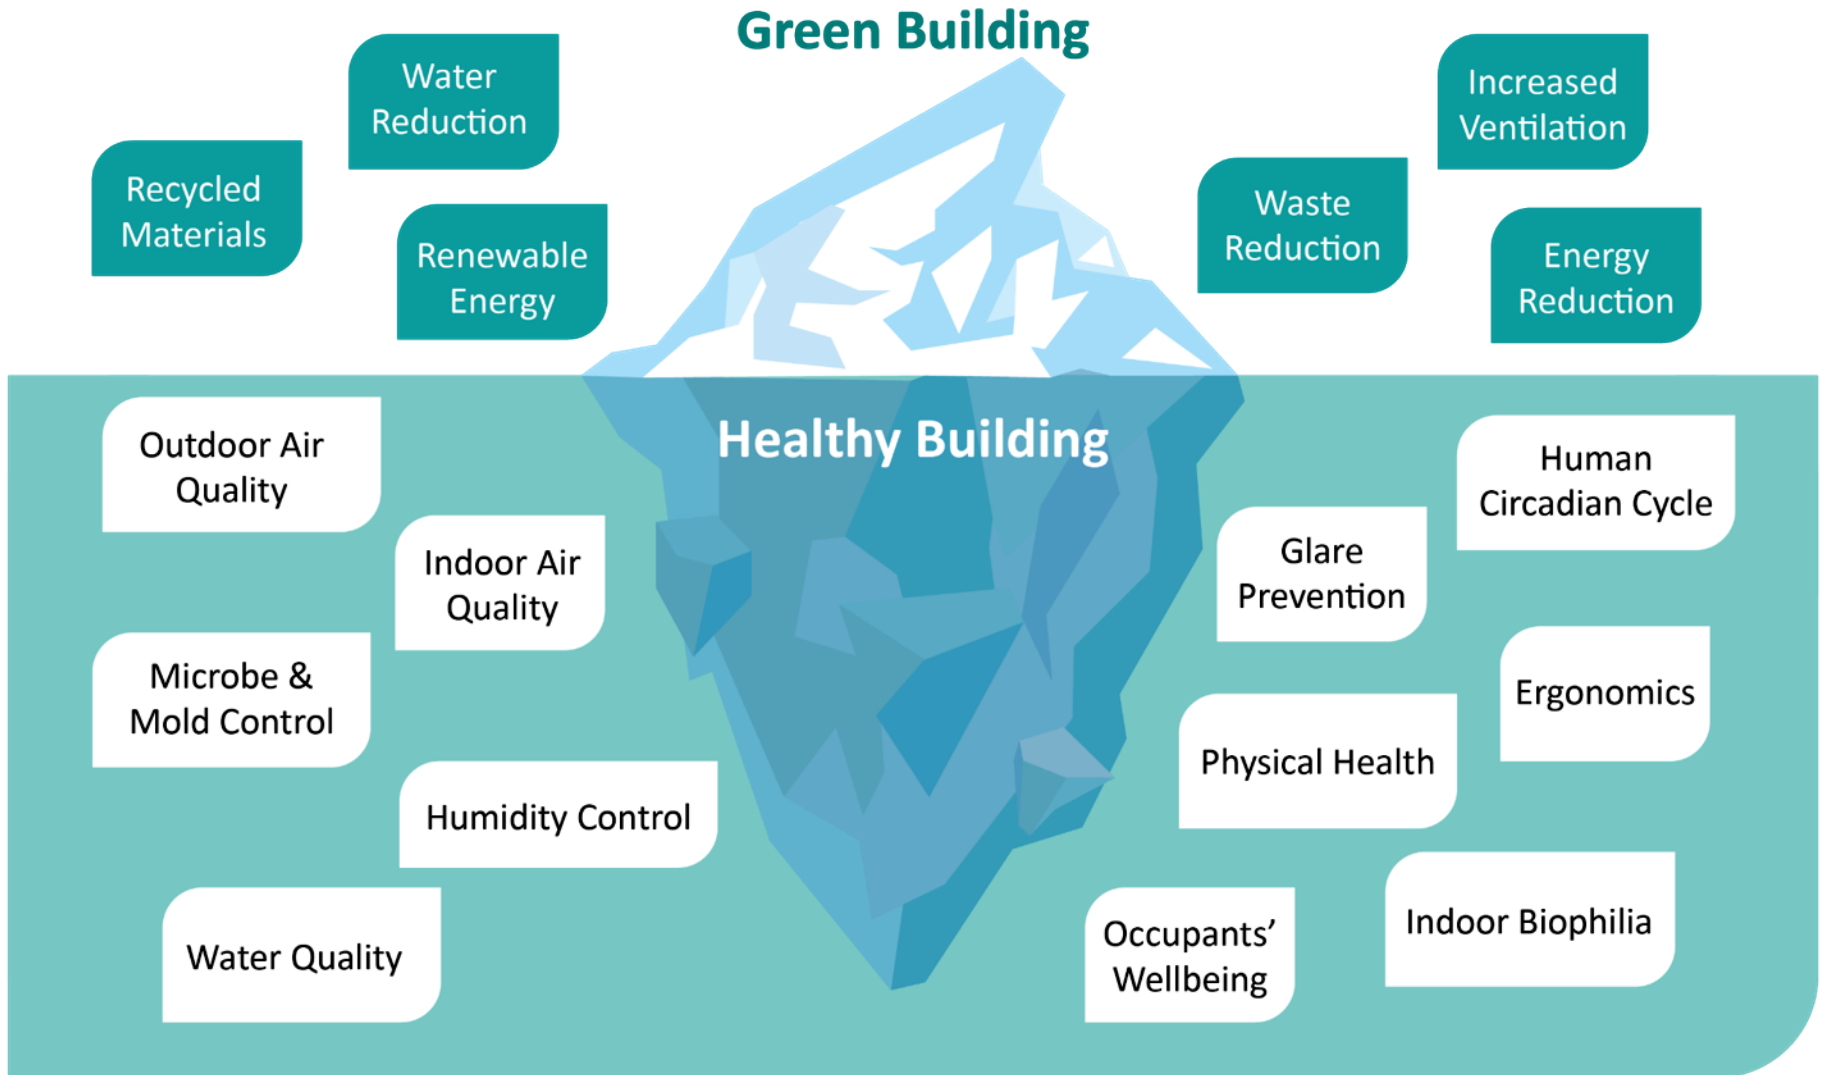 Green Building
Water
Reduction
Recycled
Materials
Renewable
Energy
Increased
Ventilation
Waste
Reduction
Energy
Reduction
Healthy Building
Outdoor Air
Quality
Indoor Air
Quality
Microbe &
Mold Control
Humidity Control
Water Quality
Human
Circadian Cycle
Glare
Prevention
Ergonomics
Physical Health
Indoor Biophilia
Occupants’
Wellbeing